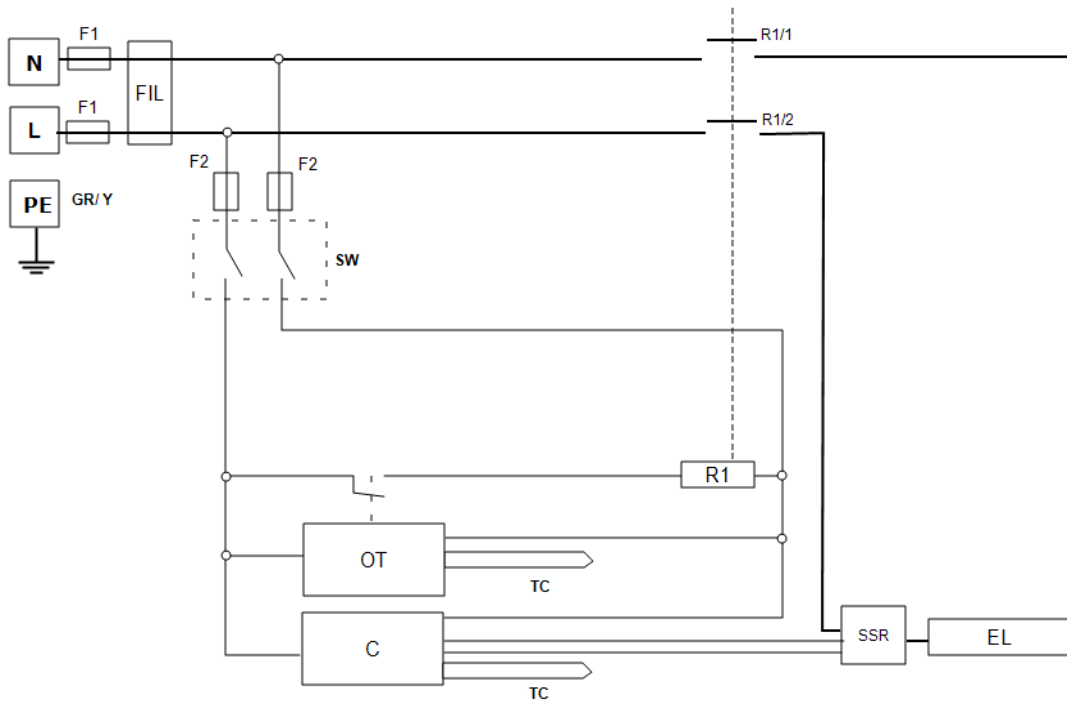 F1
R1/1
N
FIL
F1
L
R1/2
F2
F2
PE
GR/ Y
SW
R1
OT
TC
C
SSR
EL
TC